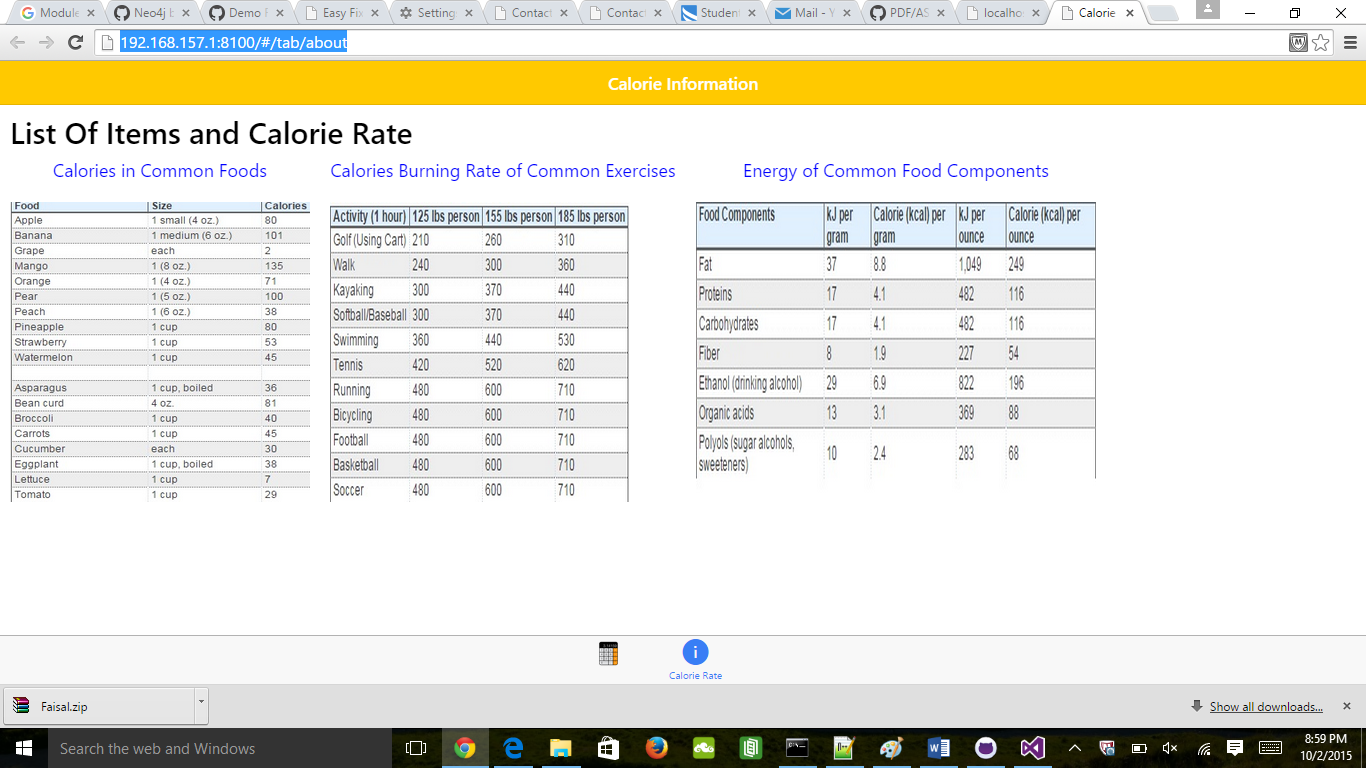 Module
Neo4j b
Demo F
Easy Fix
Settings
Contact
Contact
Student
Mail - Y
PDF/AS
localho
Calorie
192.168.157.1:8100/#/tab/about
Calorie Information
List Of Items and Calorie Rate
Calories in Common Foods
Food Size Calories
Apple 1 small (4 oz.) 80
Banana 1 medium (6 oz.) 101
Grape each 2
Mango 1 (8 oz.) 135
Orange 1 (4 oz.) 71
Pear 1 (5 oz.) 100
Peach 1 (6 oz.) 38
Pineapple 1 cup 80
Strawberry 1 cup 53
Watermelon 1 cup 45
Asparagus 1 cup, boiled 36
Bean curd 4 oz. 81
Broccoli 1 cup 40
Carrots 1 cup 45
Cucumber each 30
Eggplant 1 cup, boiled 38
Lettuce 1 cup 7
Tomato 1 cup 29
Calories Burning Rate of Common Exercises
Activity (1 hour) 125 lbs person 155 lbs person 185 lbs person
Golf (Using Cart) 210 260 310
Walk 240 300 360
Kayaking 300 370 440
Softball/Baseball 300 370 440
Swimming 360 440 530
Tennis 420 520 620
Running 480 600 710
Bicycling 480 600 710
Football 480 600 710
Basketball 480 600 710
Soccer 480 600 710
Energy of Common Food Components
Food Components kJ per Calorie (kcal) per kJ per Calorie (kcal) per
gram gram ounce ounce
Fat 37 8.8 1,049 249
Proteins 17 4.1 482 116
Carbohydrates 17 4.1 482 116
Fiber 8 1.9 227 54
Ethanol (drinking alcohol) 29 6.9 822 196
Organic acids 13 3.1 369 88
Polyols (sugar alcohols,
sweeteners) 10 2.4 283 68
Calorie Rate
Faisal.zip
Show all downloads...
Search the web and Windows
8:59 PM
10/2/2015